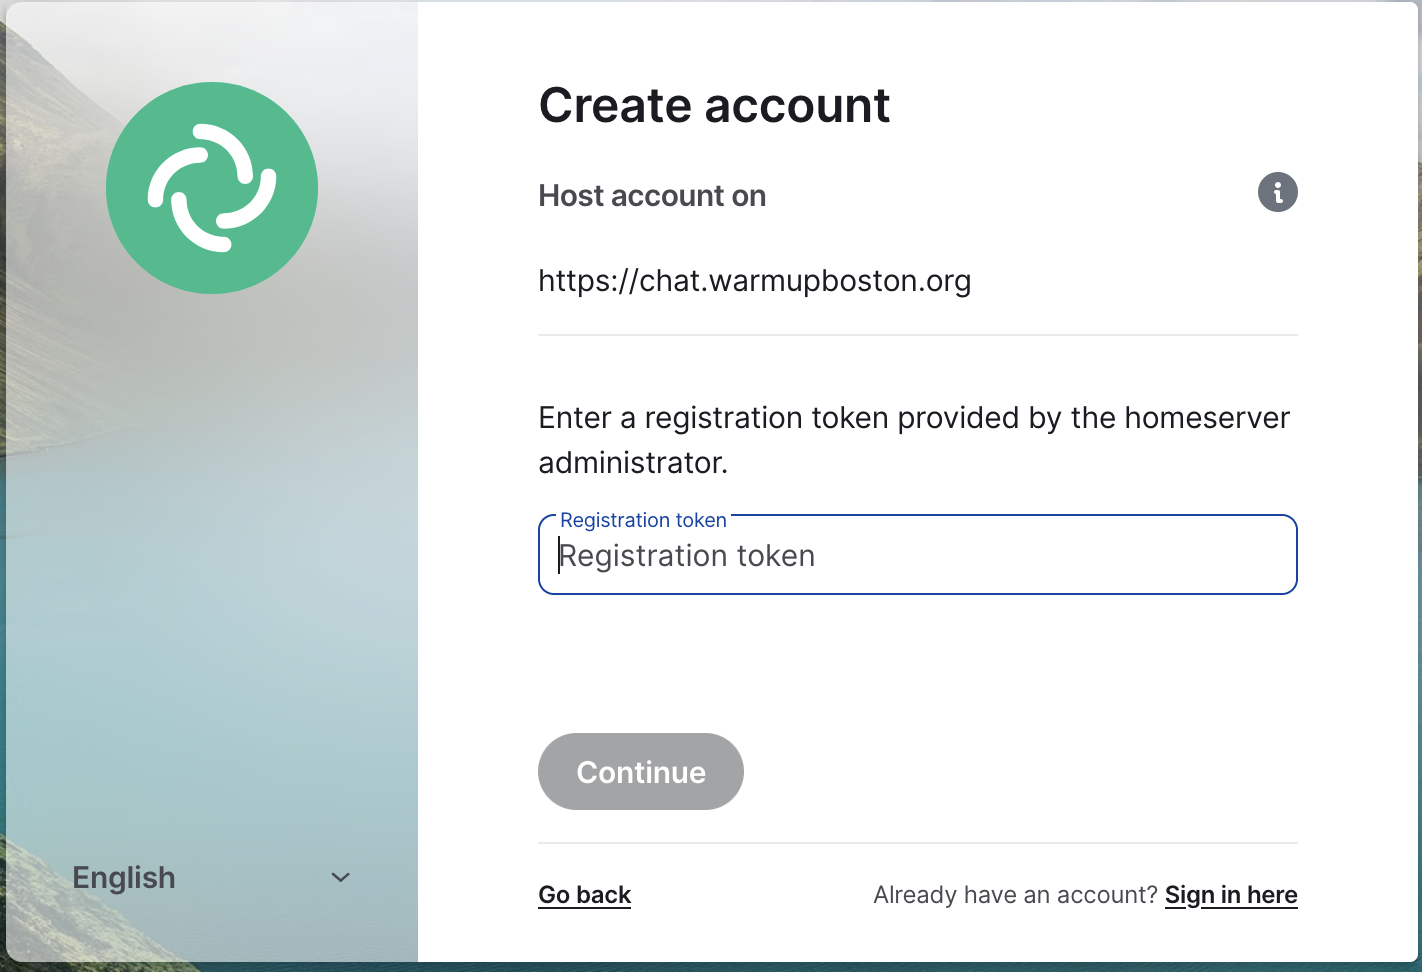 Create account
Host account on
https://chat.warmupboston.org
Enter a registration token provided by the homeserver
administrator.
Registration token
Registration token
Continue
English
Go back
Already have an account? Sign in here